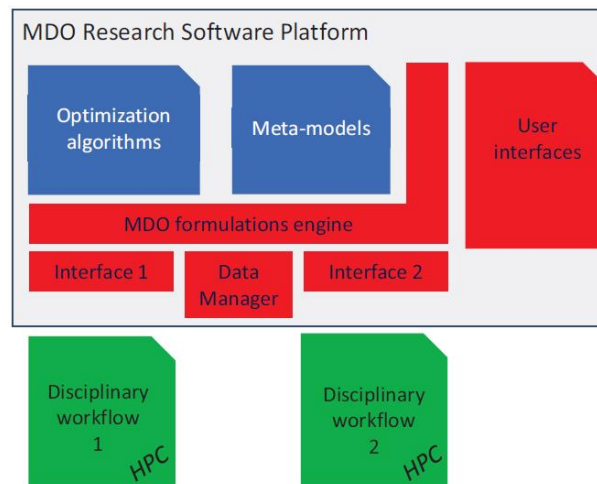 MDO Research Software Platform
Optimization
algorithms
Meta-models
User
interfaces
MDO formulations engine
Interface 1
Data
Manager
Interface 2
Disciplinary
workflow
1
HPC
Disciplinary
workflow
2
HPC